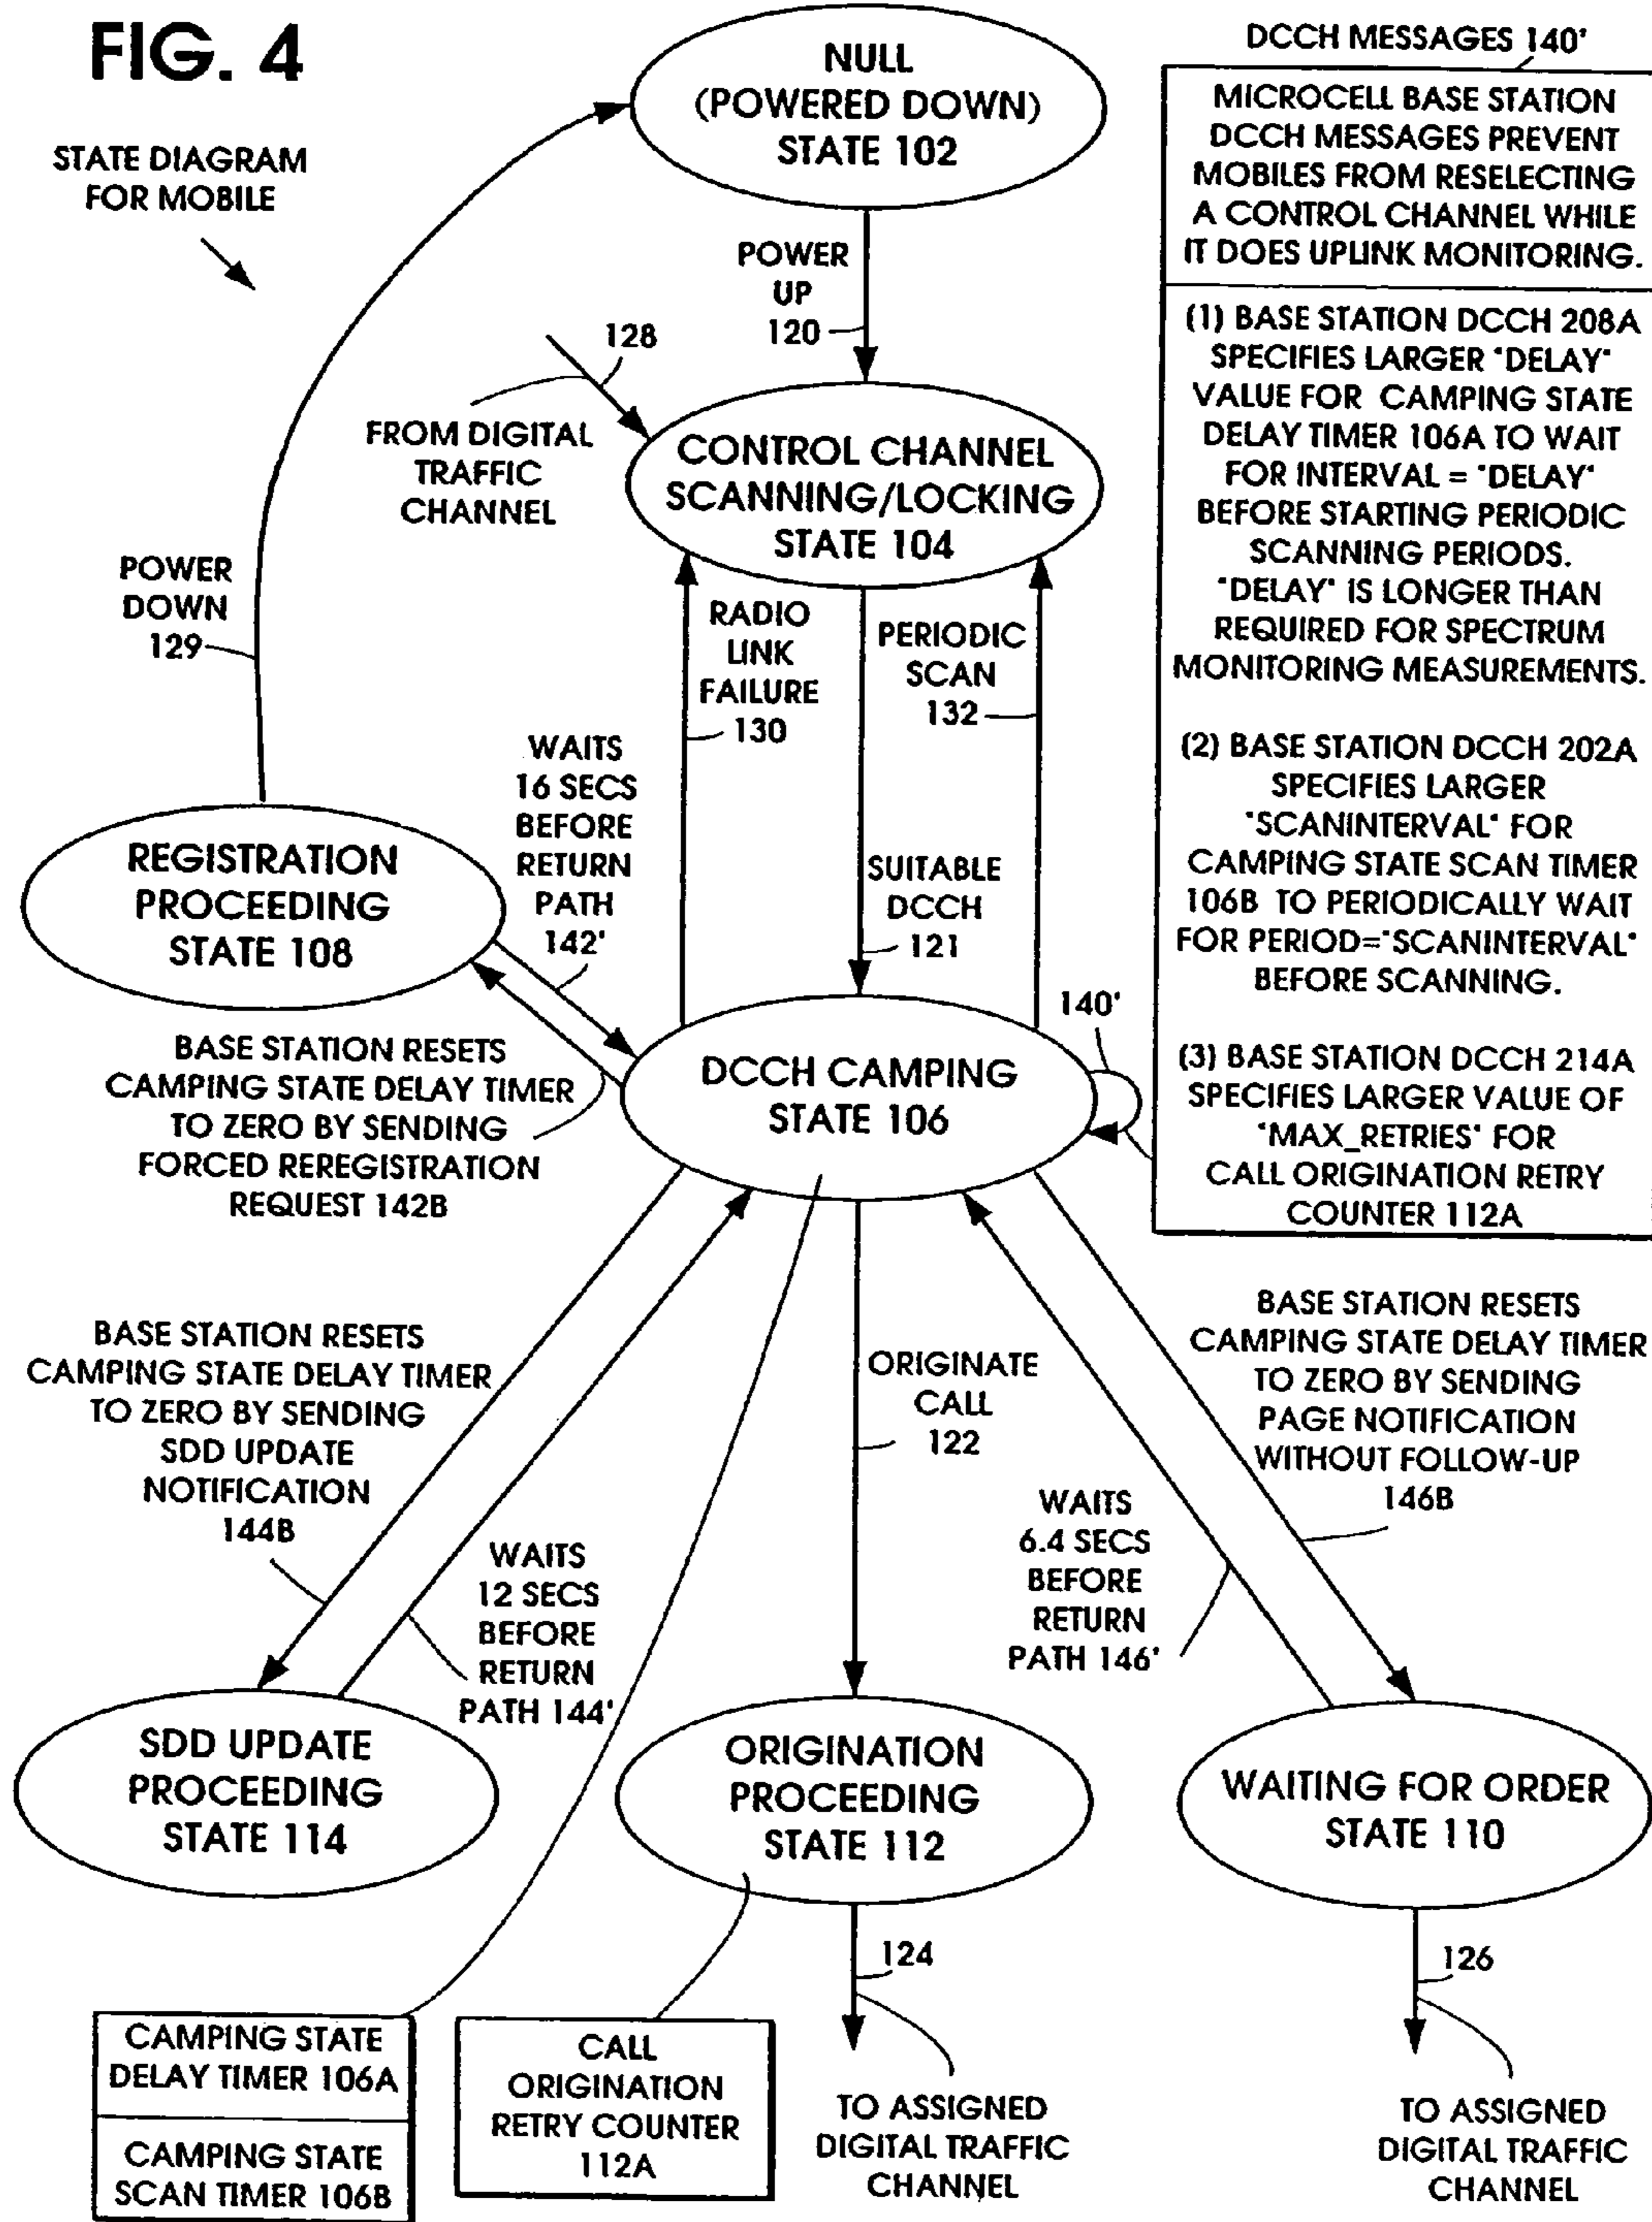 FIG. 4
STATE DIAGRAM
FOR MOBILE
NULL
(POWERED DOWN)
STATE 102
POWER
UP
120
128
FROM DIGITAL
TRAFFIC
CHANNEL
CONTROL CHANNEL
SCANNING/LOCKING
STATE 104
POWER
DOWN
129
RADIO
LINK
FAILURE
130
PERIODIC
SCAN
132
WAITS
16 SECS
BEFORE
RETURN
PATH
142'
SUITABLE
DCCH
121
REGISTRATION
PROCEEDING
STATE 108
BASE STATION RESETS
CAMPING STATE DELAY TIMER
TO ZERO BY SENDING
FORCED REREGISTRATION
REQUEST 142B
DCCH CAMPING
STATE 106
140'
DCCH MESSAGES 140'
MICROCELL BASE STATION
DCCH MESSAGES PREVENT
MOBILES FROM RESELECTING
A CONTROL CHANNEL WHILE
IT DOES UPLINK MONITORING.
(1) BASE STATION DCCH 208A
SPECIFIES LARGER "DELAY"
VALUE FOR CAMPING STATE
DELAY TIMER 106A TO WAIT
FOR INTERVAL = "DELAY"
BEFORE STARTING PERIODIC
SCANNING PERIODS.
"DELAY" IS LONGER THAN
REQUIRED FOR SPECTRUM
MONITORING MEASUREMENTS.
(2) BASE STATION DCCH 202A
SPECIFIES LARGER
"SCANINTERVAL" FOR
CAMPING STATE SCAN TIMER
106B TO PERIODICALLY WAIT
FOR PERIOD="SCANINTERVAL"
BEFORE SCANNING.
(3) BASE STATION DCCH 214A
SPECIFIES LARGER VALUE OF
"MAX_RETRIES" FOR
CALL ORIGINATION RETRY
COUNTER 112A
BASE STATION RESETS
CAMPING STATE DELAY TIMER
TO ZERO BY SENDING
SDD UPDATE
NOTIFICATION
144B
WAITS
12 SECS
BEFORE
RETURN
PATH 144'
ORIGINATE
CALL
122
WAITS
6.4 SECS
BEFORE
RETURN
PATH 146'
BASE STATION RESETS
CAMPING STATE DELAY TIMER
TO ZERO BY SENDING
PAGE NOTIFICATION
WITHOUT FOLLOW-UP
146B
SDD UPDATE
PROCEEDING
STATE 114
ORIGINATION
PROCEEDING
STATE 112
WAITING FOR ORDER
STATE 110
CAMPING STATE
DELAY TIMER 106A
CAMPING STATE
SCAN TIMER 106B
CALL
ORIGINATION
RETRY COUNTER
112A
124
TO ASSIGNED
DIGITAL TRAFFIC
CHANNEL
126
TO ASSIGNED
DIGITAL TRAFFIC
CHANNEL